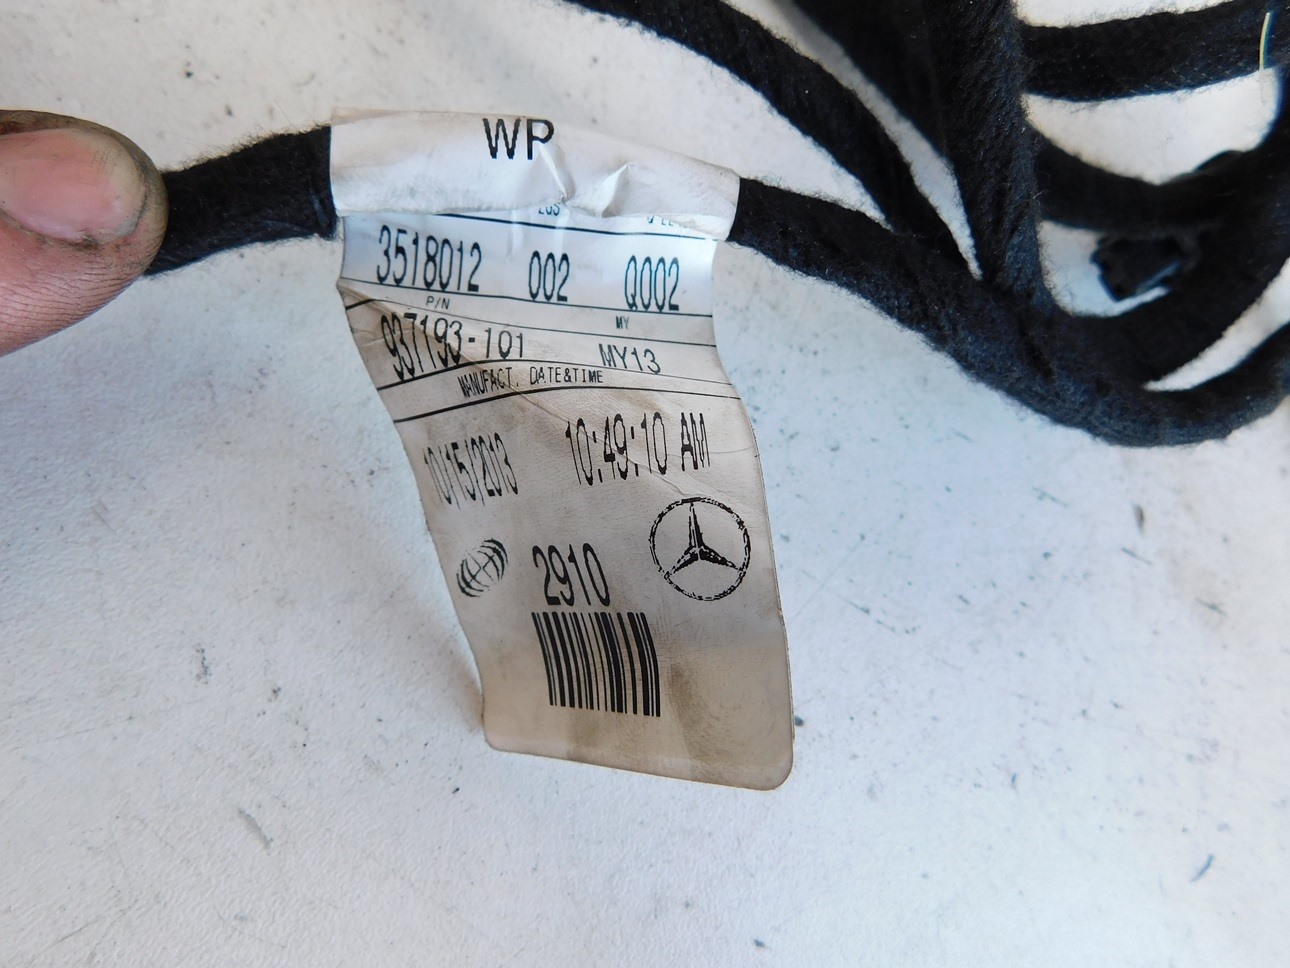 WP
3518012 002 Q002
P/N MY
937193-101 MY13
MANUFACT. DATE&TIME
10/15/2013 10:49:10 AM
2910